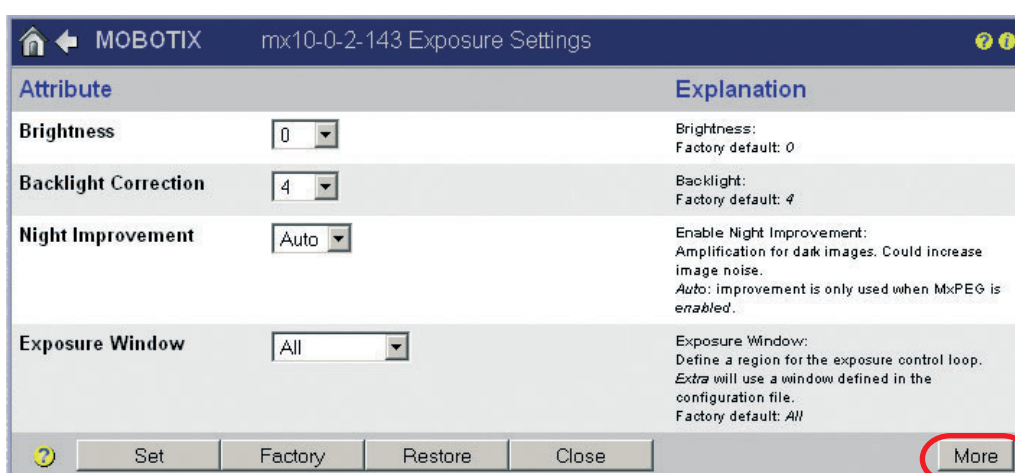 MOBOTIX mx10-0-2-143 Exposure Settings ? i
Attribute Explanation
Brightness 0 Brightness:
Factory default: 0
Backlight Correction 4 Backlight:
Factory default: 4
Night Improvement Auto Enable Night Improvement:
Amplification for dark images. Could increase
image noise.
Auto: improvement is only used when MxPEG is
enabled.
Exposure Window All Exposure Window:
Define a region for the exposure control loop.
Extra will use a window defined in the
configuration file.
Factory default: All
? Set Factory Restore Close More